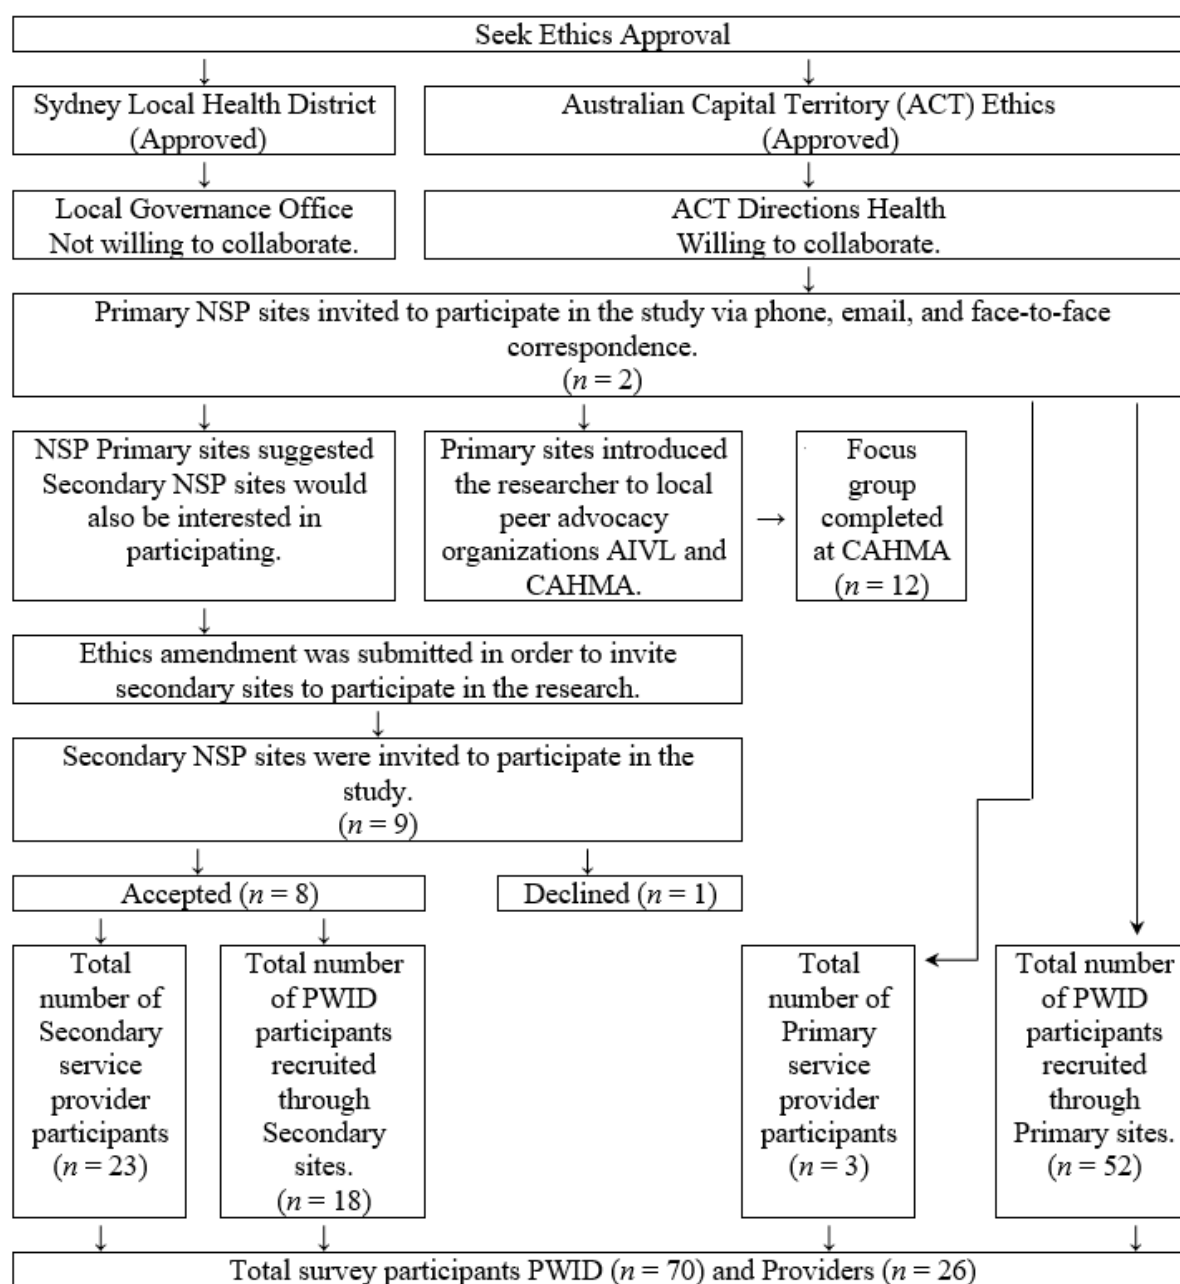 Seek Ethics Approval
↓
↓
Sydney Local Health District
(Approved)
Australian Capital Territory (ACT) Ethics
(Approved)
↓
↓
Local Governance Office
Not willing to collaborate.
ACT Directions Health
Willing to collaborate.
↓
Primary NSP sites invited to participate in the study via phone, email, and face-to-face
correspondence.
(n = 2)
↓
↓
NSP Primary sites suggested
Secondary NSP sites would
also be interested in
participating.
Primary sites introduced
the researcher to local
peer advocacy
organizations AIVL and
CAHMA.
→
Focus
group
completed
at CAHMA
(n = 12)
↓
Ethics amendment was submitted in order to invite
secondary sites to participate in the research.
↓
Secondary NSP sites were invited to participate in the
study.
(n = 9)
↓
↓
Accepted (n = 8)
Declined (n = 1)
↓
↓
Total
number of
Secondary
service
provider
participants
(n = 23)
Total number
of PWID
participants
recruited
through
Secondary
sites.
(n = 18)
Total
number of
Primary
service
provider
participants
(n = 3)
Total number
of PWID
participants
recruited
through
Primary sites.
(n = 52)
↓
↓
↓
↓
Total survey participants PWID (n = 70) and Providers (n = 26)